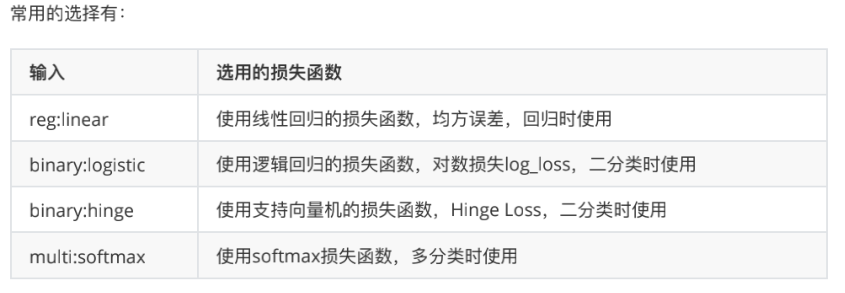 常用的选择有：
输入 选用的损失函数
reg:linear 使用线性回归的损失函数，均方误差，回归时使用
binary:logistic 使用逻辑回归的损失函数，对数损失log_loss，二分类时使用
binary:hinge 使用支持向量机的损失函数，Hinge Loss，二分类时使用
multi:softmax 使用softmax损失函数，多分类时使用